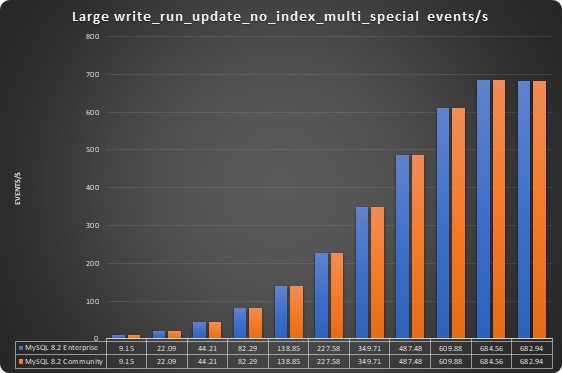 Large write_run_update_no_index_multi_special events/s
800
700
600
500
400
300
200
100
0
EVENTS/S
MySQL 8.2 Enterprise 9.15 22.09 44.21 82.29 138.85 227.58 349.71 487.48 609.88 684.56 682.94
MySQL 8.2 Community 9.15 22.09 44.21 82.29 138.85 227.58 349.71 487.48 609.88 684.56 682.94